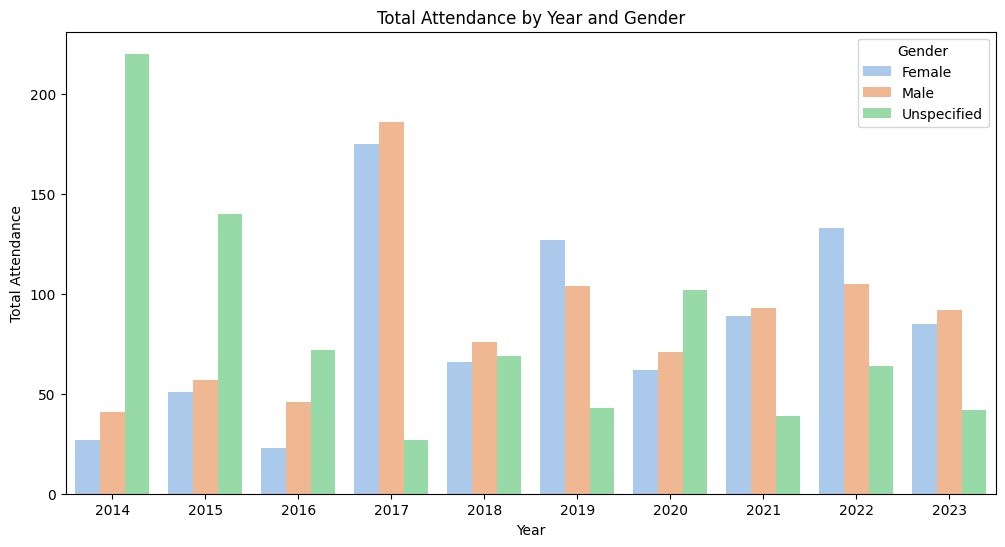 Total Attendance by Year and Gender
Gender
Female
Male
Unspecified
Total Attendance
200
150
100
50
0
2014 2015 2016 2017 2018 2019 2020 2021 2022 2023
Year